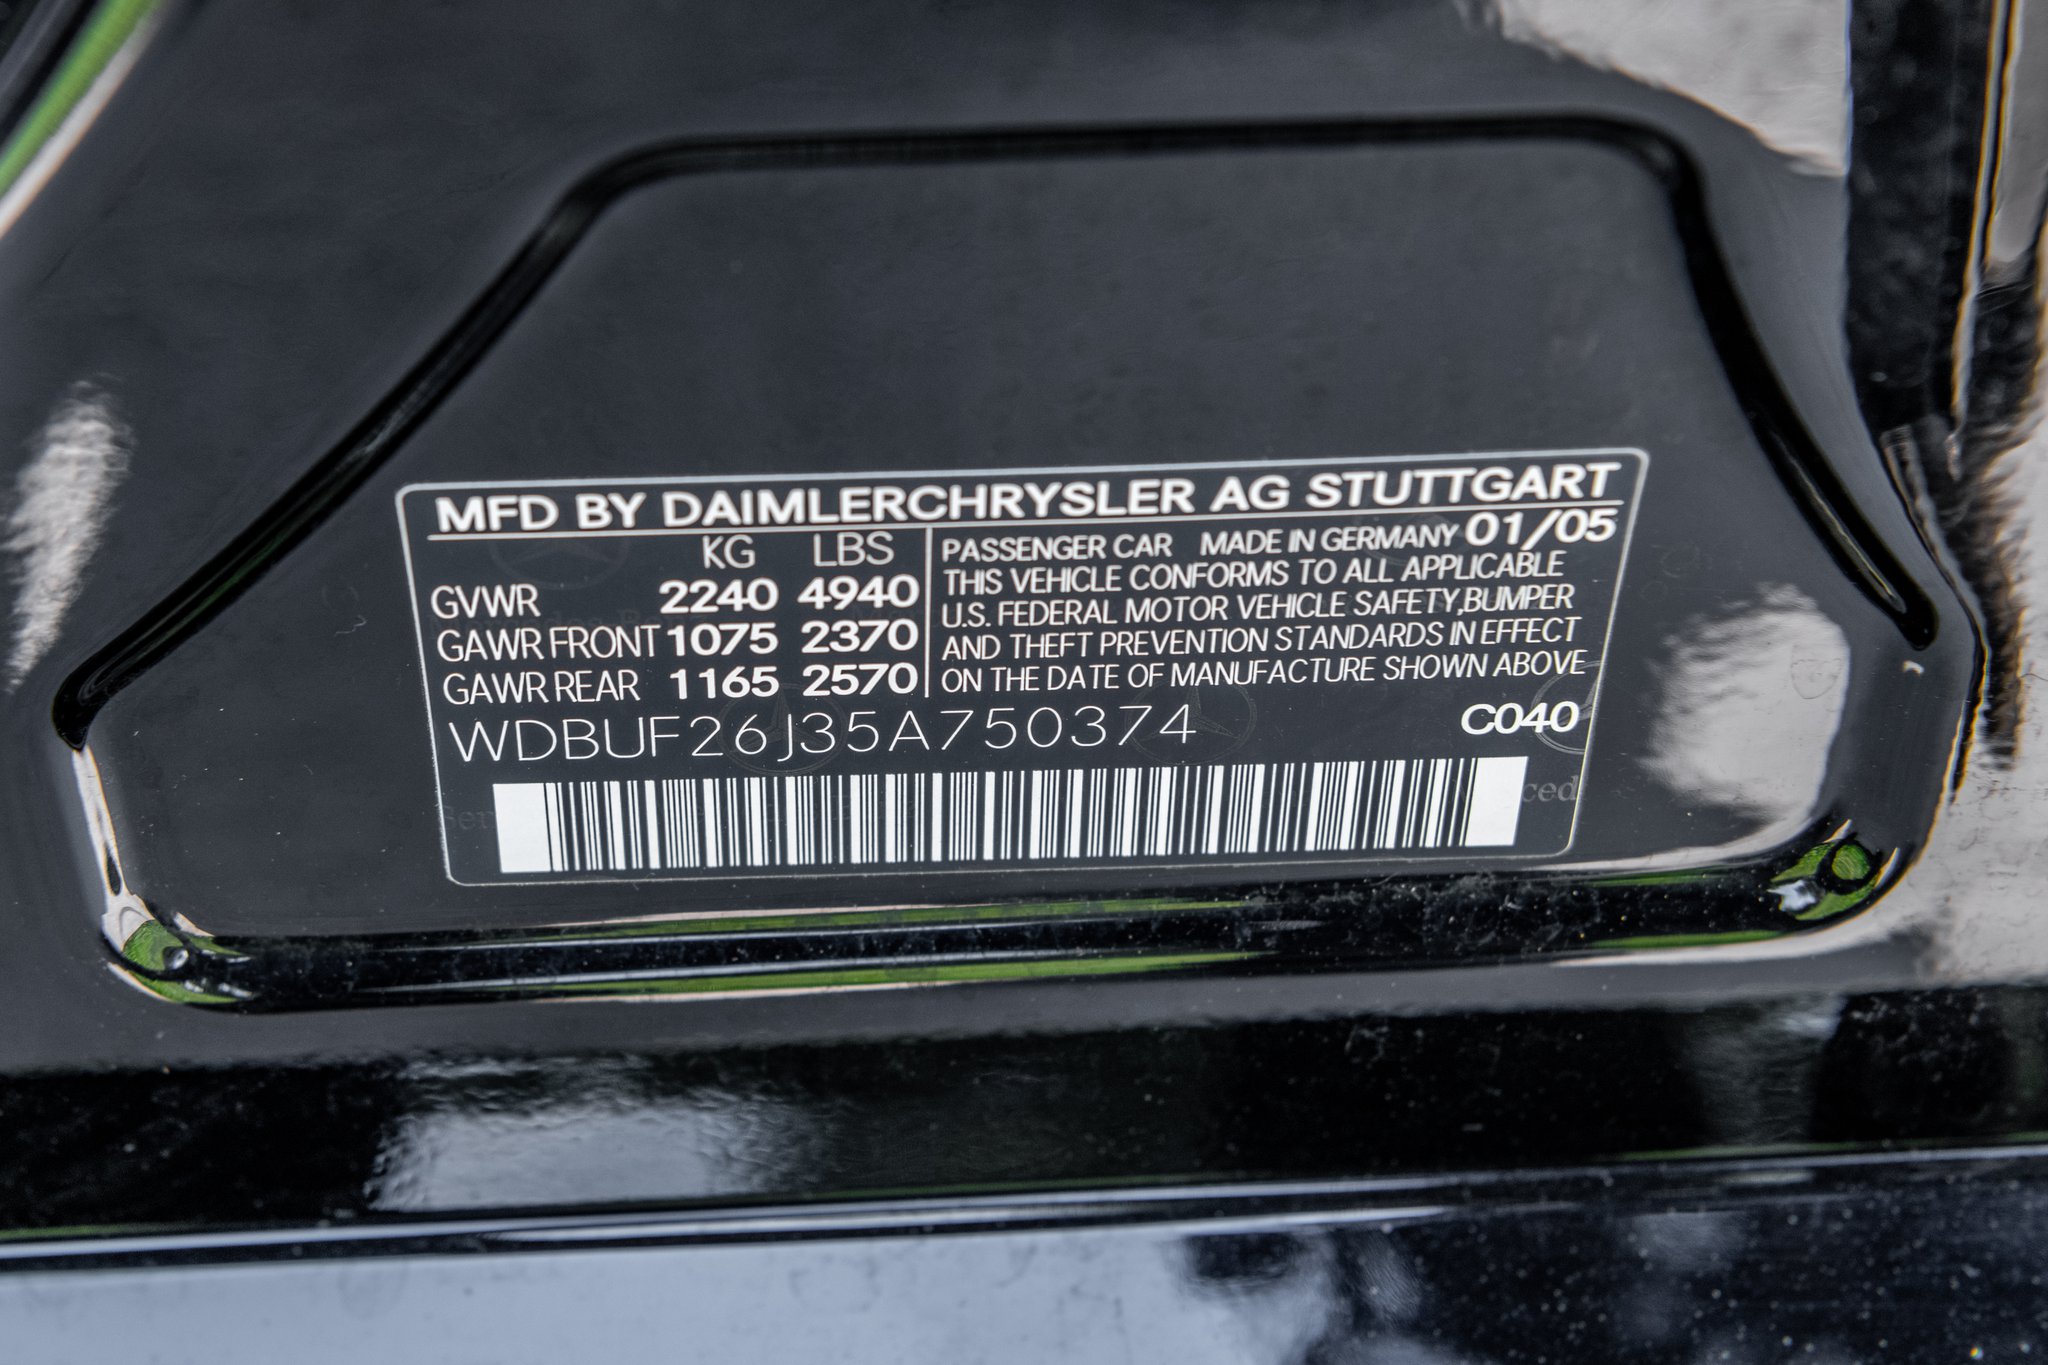 MFD BY DAIMLERCHRYSLER AG STUTTGART
KG LBS
GVWR 2240 4940
GAWR FRONT 1075 2370
GAWR REAR 1165 2570
PASSENGER CAR MADE IN GERMANY 01/05
THIS VEHICLE CONFORMS TO ALL APPLICABLE
U.S. FEDERAL MOTOR VEHICLE SAFETY, BUMPER
AND THEFT PREVENTION STANDARDS IN EFFECT
ON THE DATE OF MANUFACTURE SHOWN ABOVE
WDBUF26J35A750374 C040